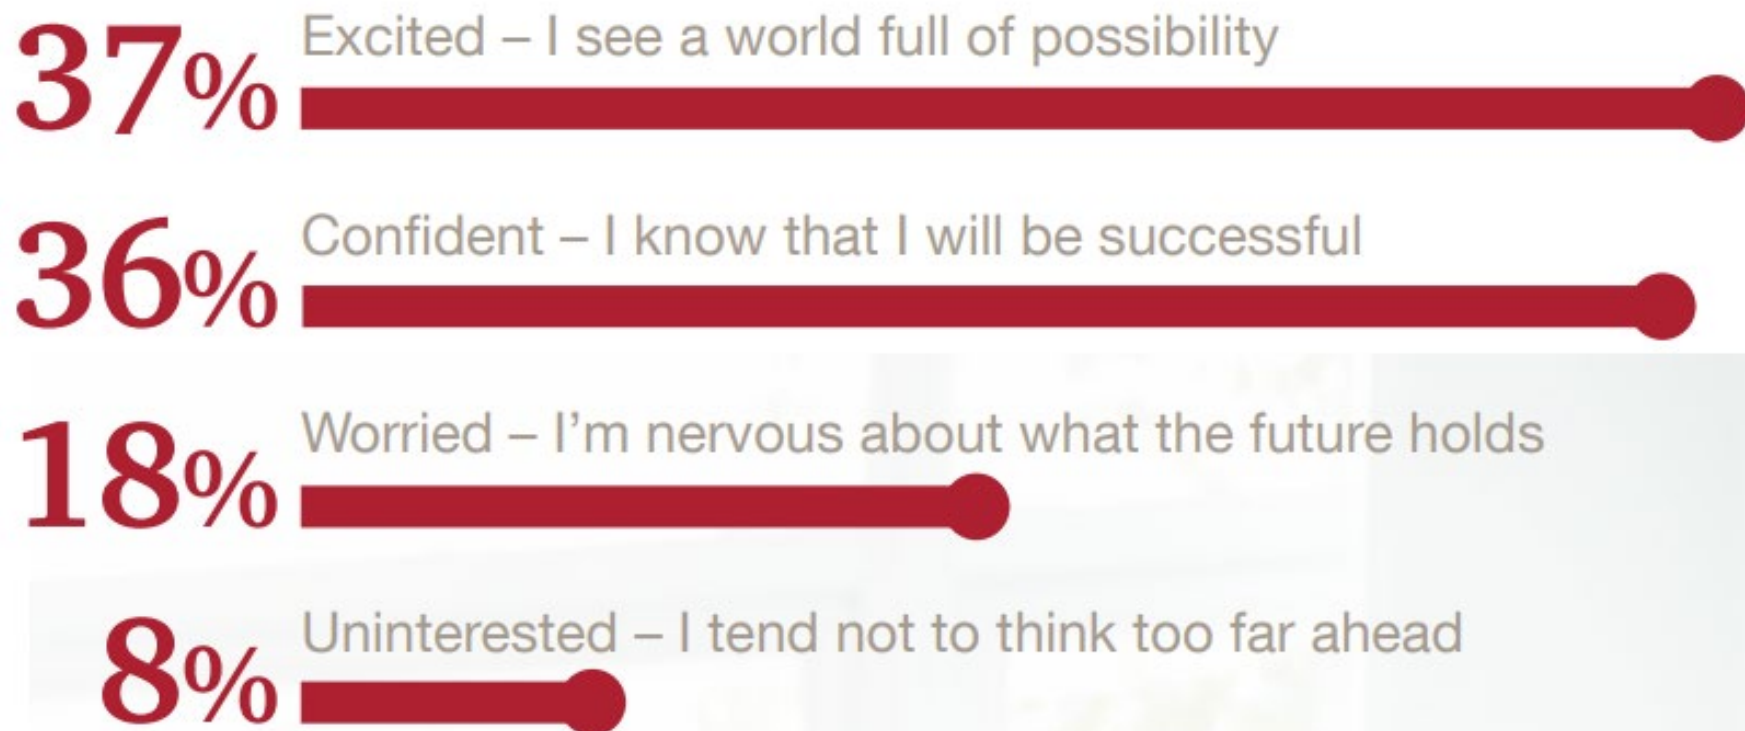 37% Excited – I see a world full of possibility
36% Confident – I know that I will be successful
18% Worried – I’m nervous about what the future holds
8% Uninterested – I tend not to think too far ahead